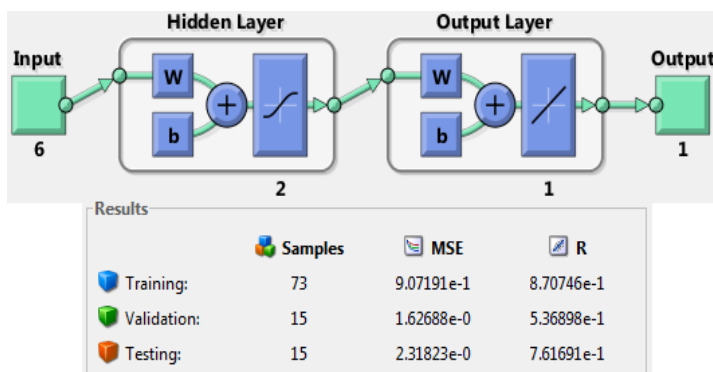 Hidden Layer Output Layer
Input Output
W W
b b
6 2 1 1
Results
Samples MSE R
Training: 73 9.07191e-1 8.70746e-1
Validation: 15 1.62688e-0 5.36898e-1
Testing: 15 2.31823e-0 7.61691e-1